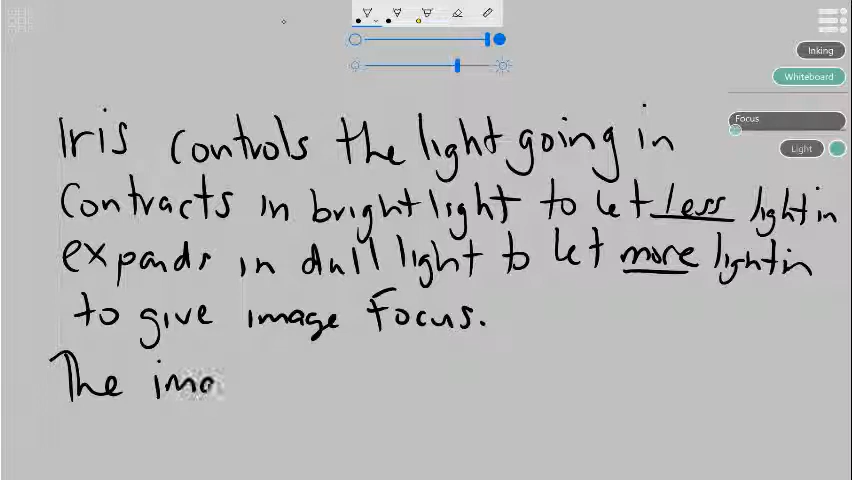 Inking
Whiteboard
Focus
Light
Iris controls the light going in
Contracts in bright light to let less light in
expands in dull light to let more light in
to give image Focus.
The ima